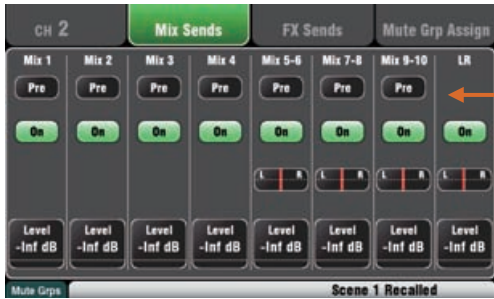 CH 2 Mix Sends FX Sends Mute Grp Assign
Mix 1 Mix 2 Mix 3 Mix 4 Mix 5-6 Mix 7-8 Mix 9-10 LR
Pre Pre Pre Pre Pre Pre Pre
On On On On On On On On
L R L R L R L R
Level Level Level Level Level Level Level Level
-Inf dB -Inf dB -Inf dB -Inf dB -Inf dB -Inf dB -Inf dB -Inf dB
Mute Grps Scene 1 Recalled